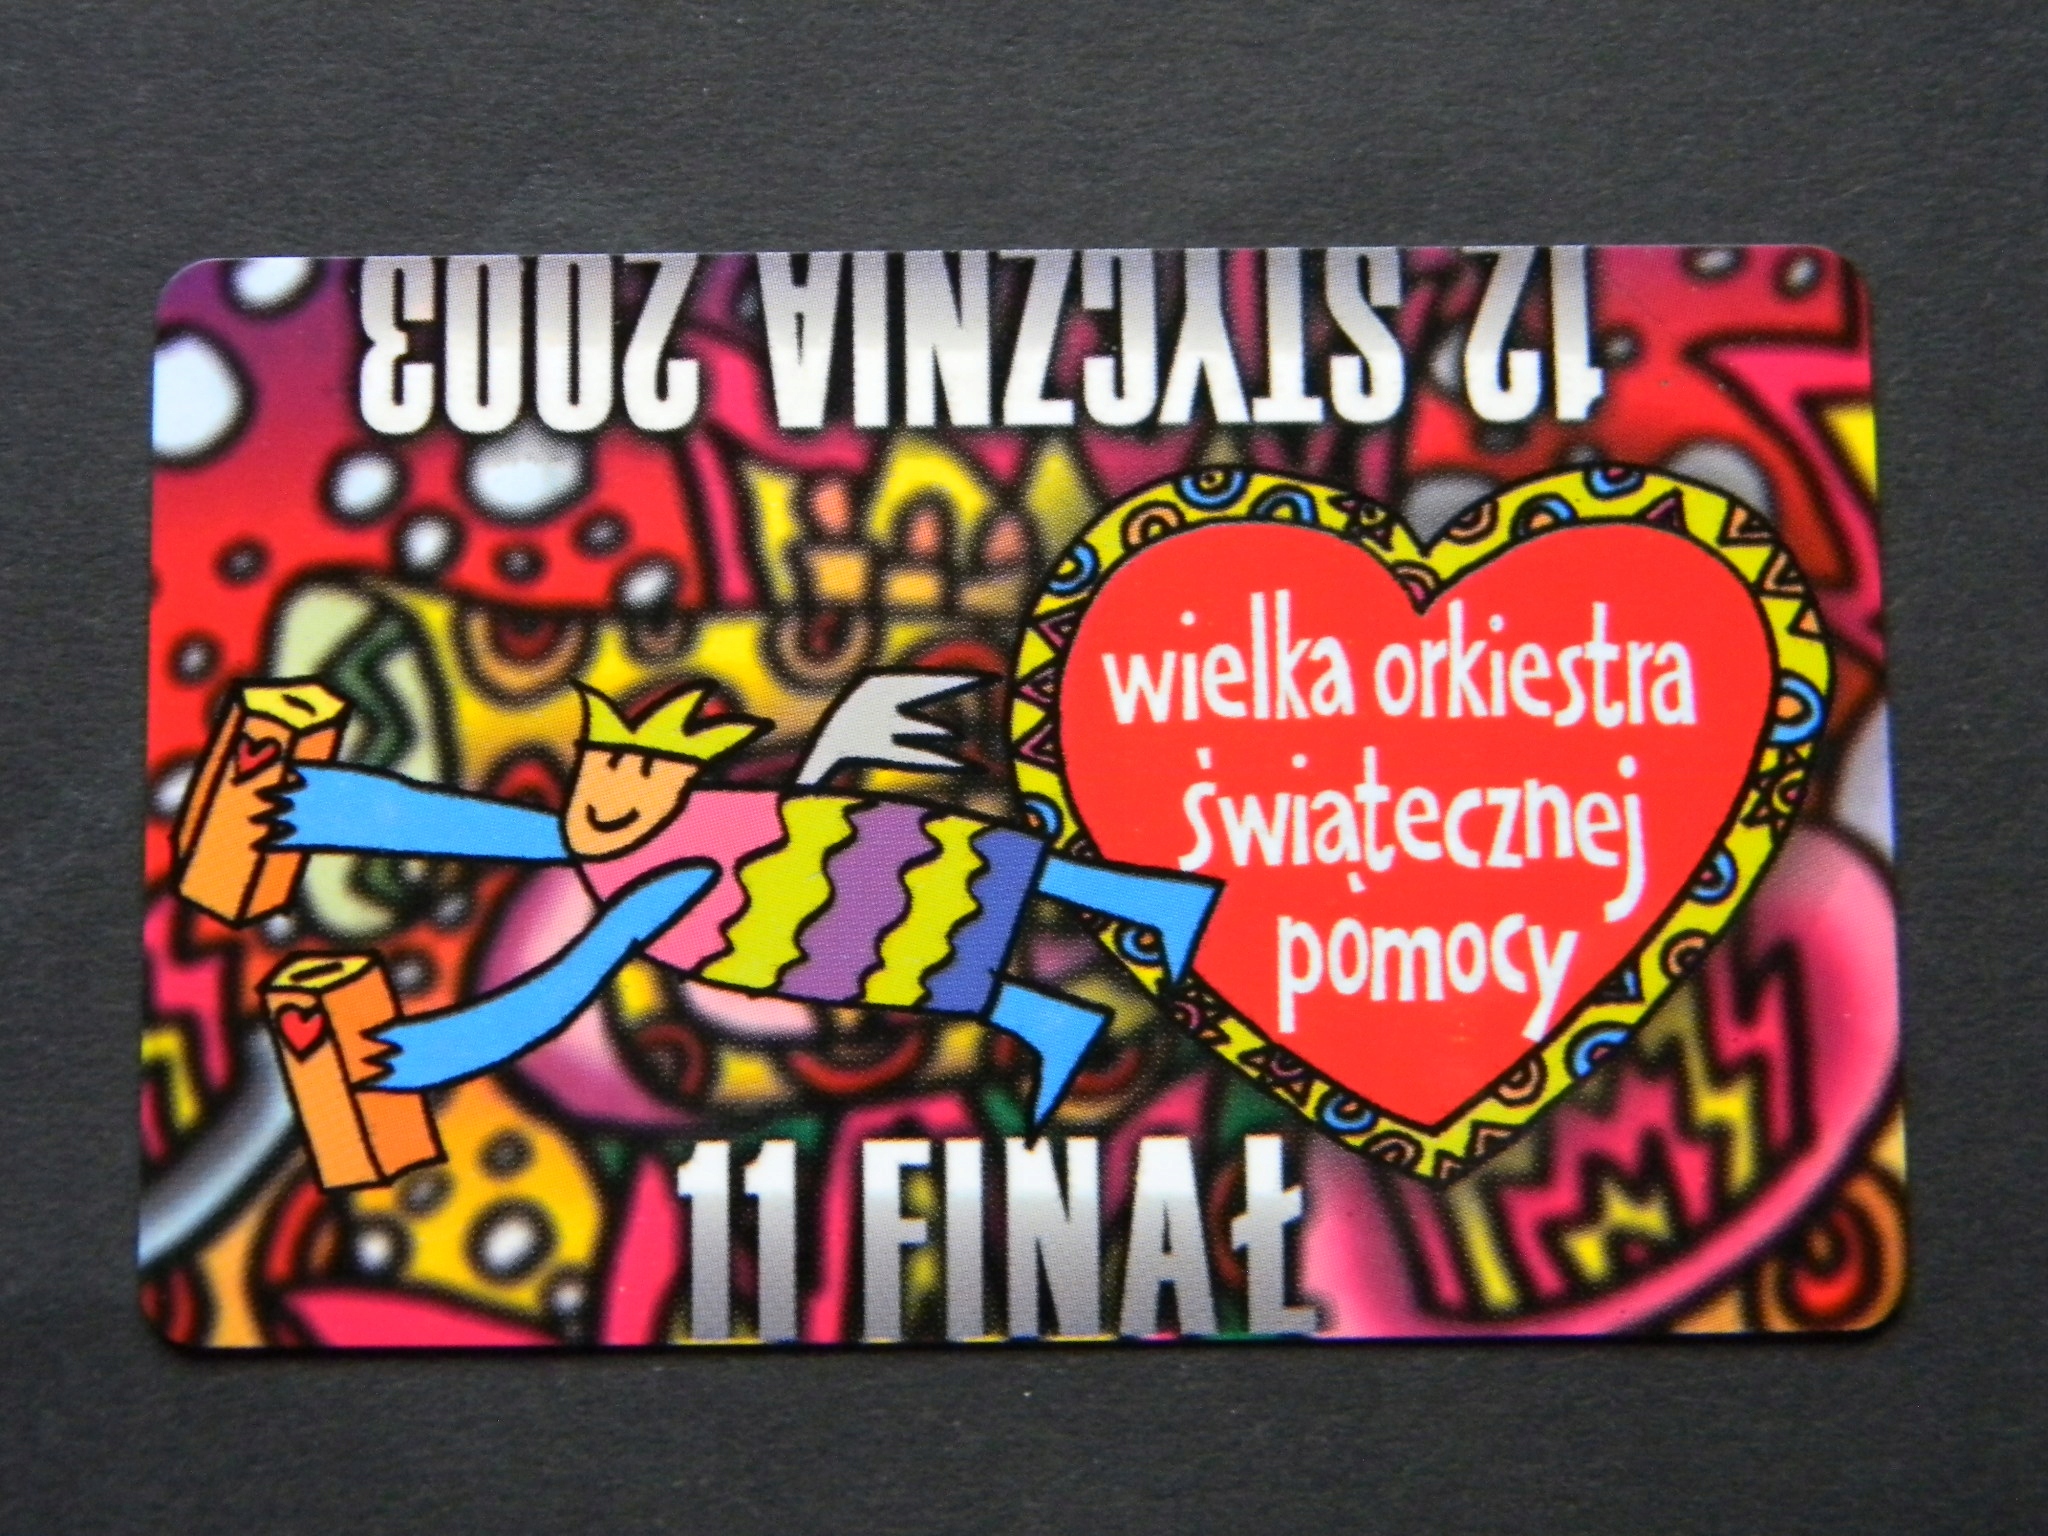 12 STYCZNIA 2003
wielka orkiestra
świątecznej
pomocy
11 FINAŁ